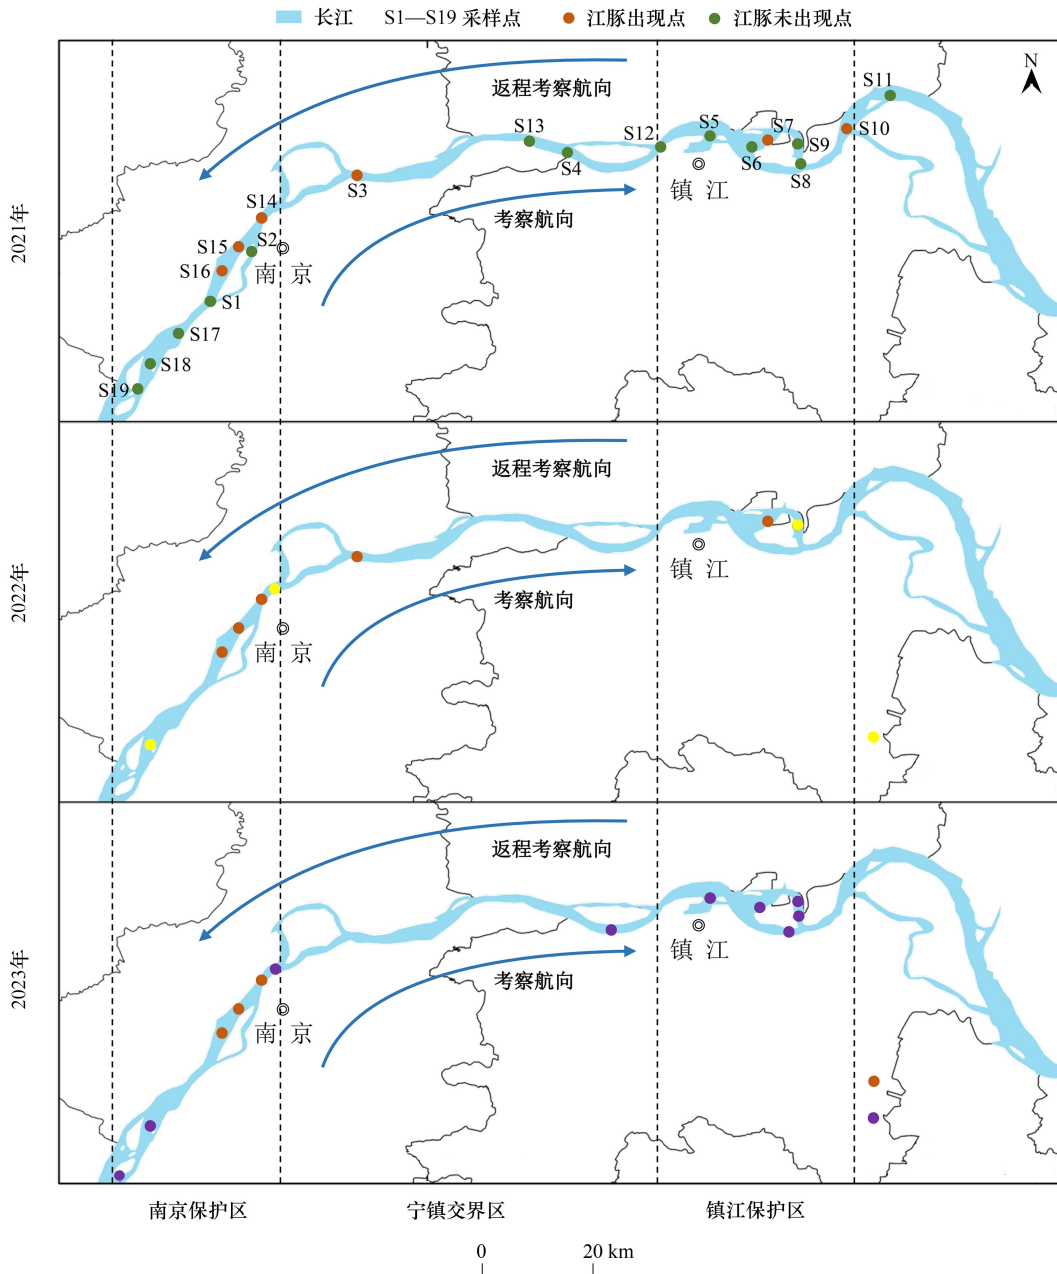 长江 S1—S19 采样点 江豚出现点 江豚未出现点
2021年
返程考察航向
N
S11
S13
S12
S5
S7
S10
S4
S6
S9
S8
S3
镇 江
考察航向
S14
S15
S2
S16
南 京
S1
S17
S18
S19
2022年
返程考察航向
镇 江
考察航向
南 京
2023年
返程考察航向
镇 江
考察航向
南 京
南京保护区 宁镇交界区 镇江保护区
0 20 km